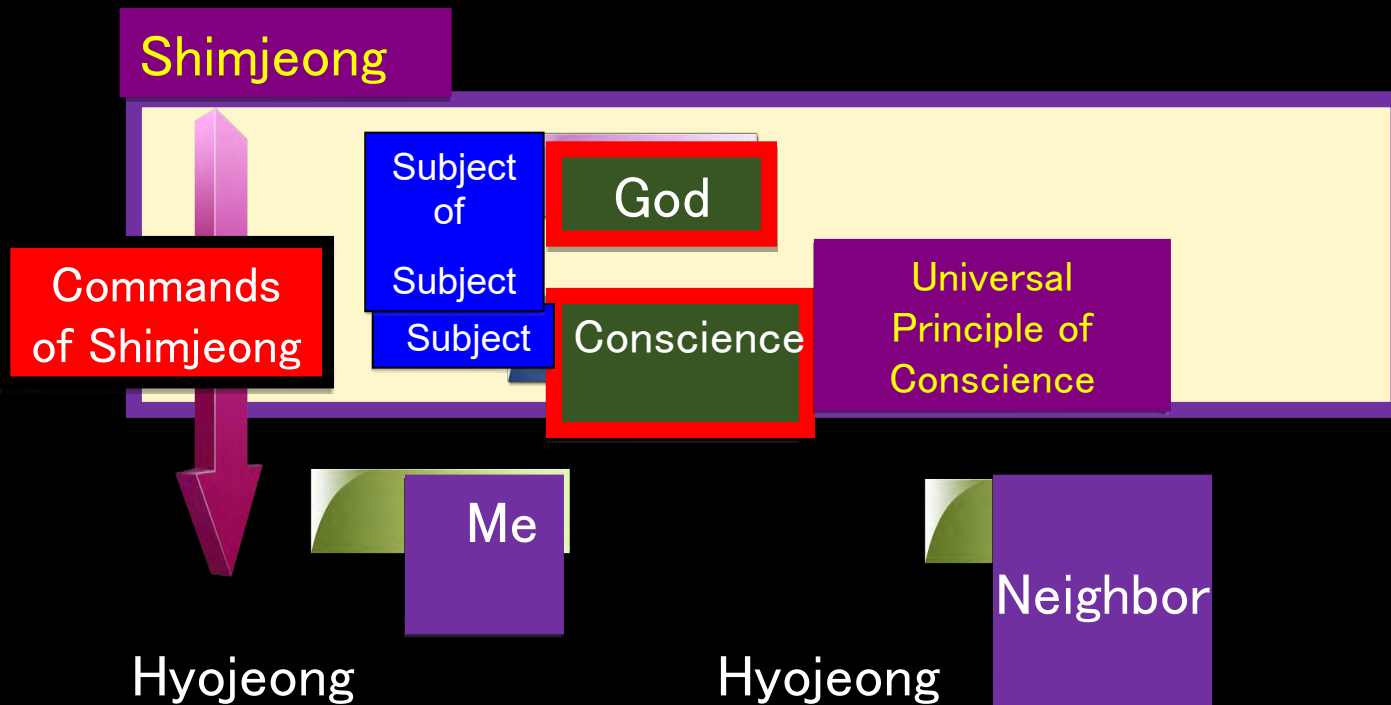 Shimjeong
Subject
of
Subject
God
Commands
of Shimjeong
Subject
Conscience
Universal
Principle of
Conscience
Me
Neighbor
Hyojeong
Hyojeong